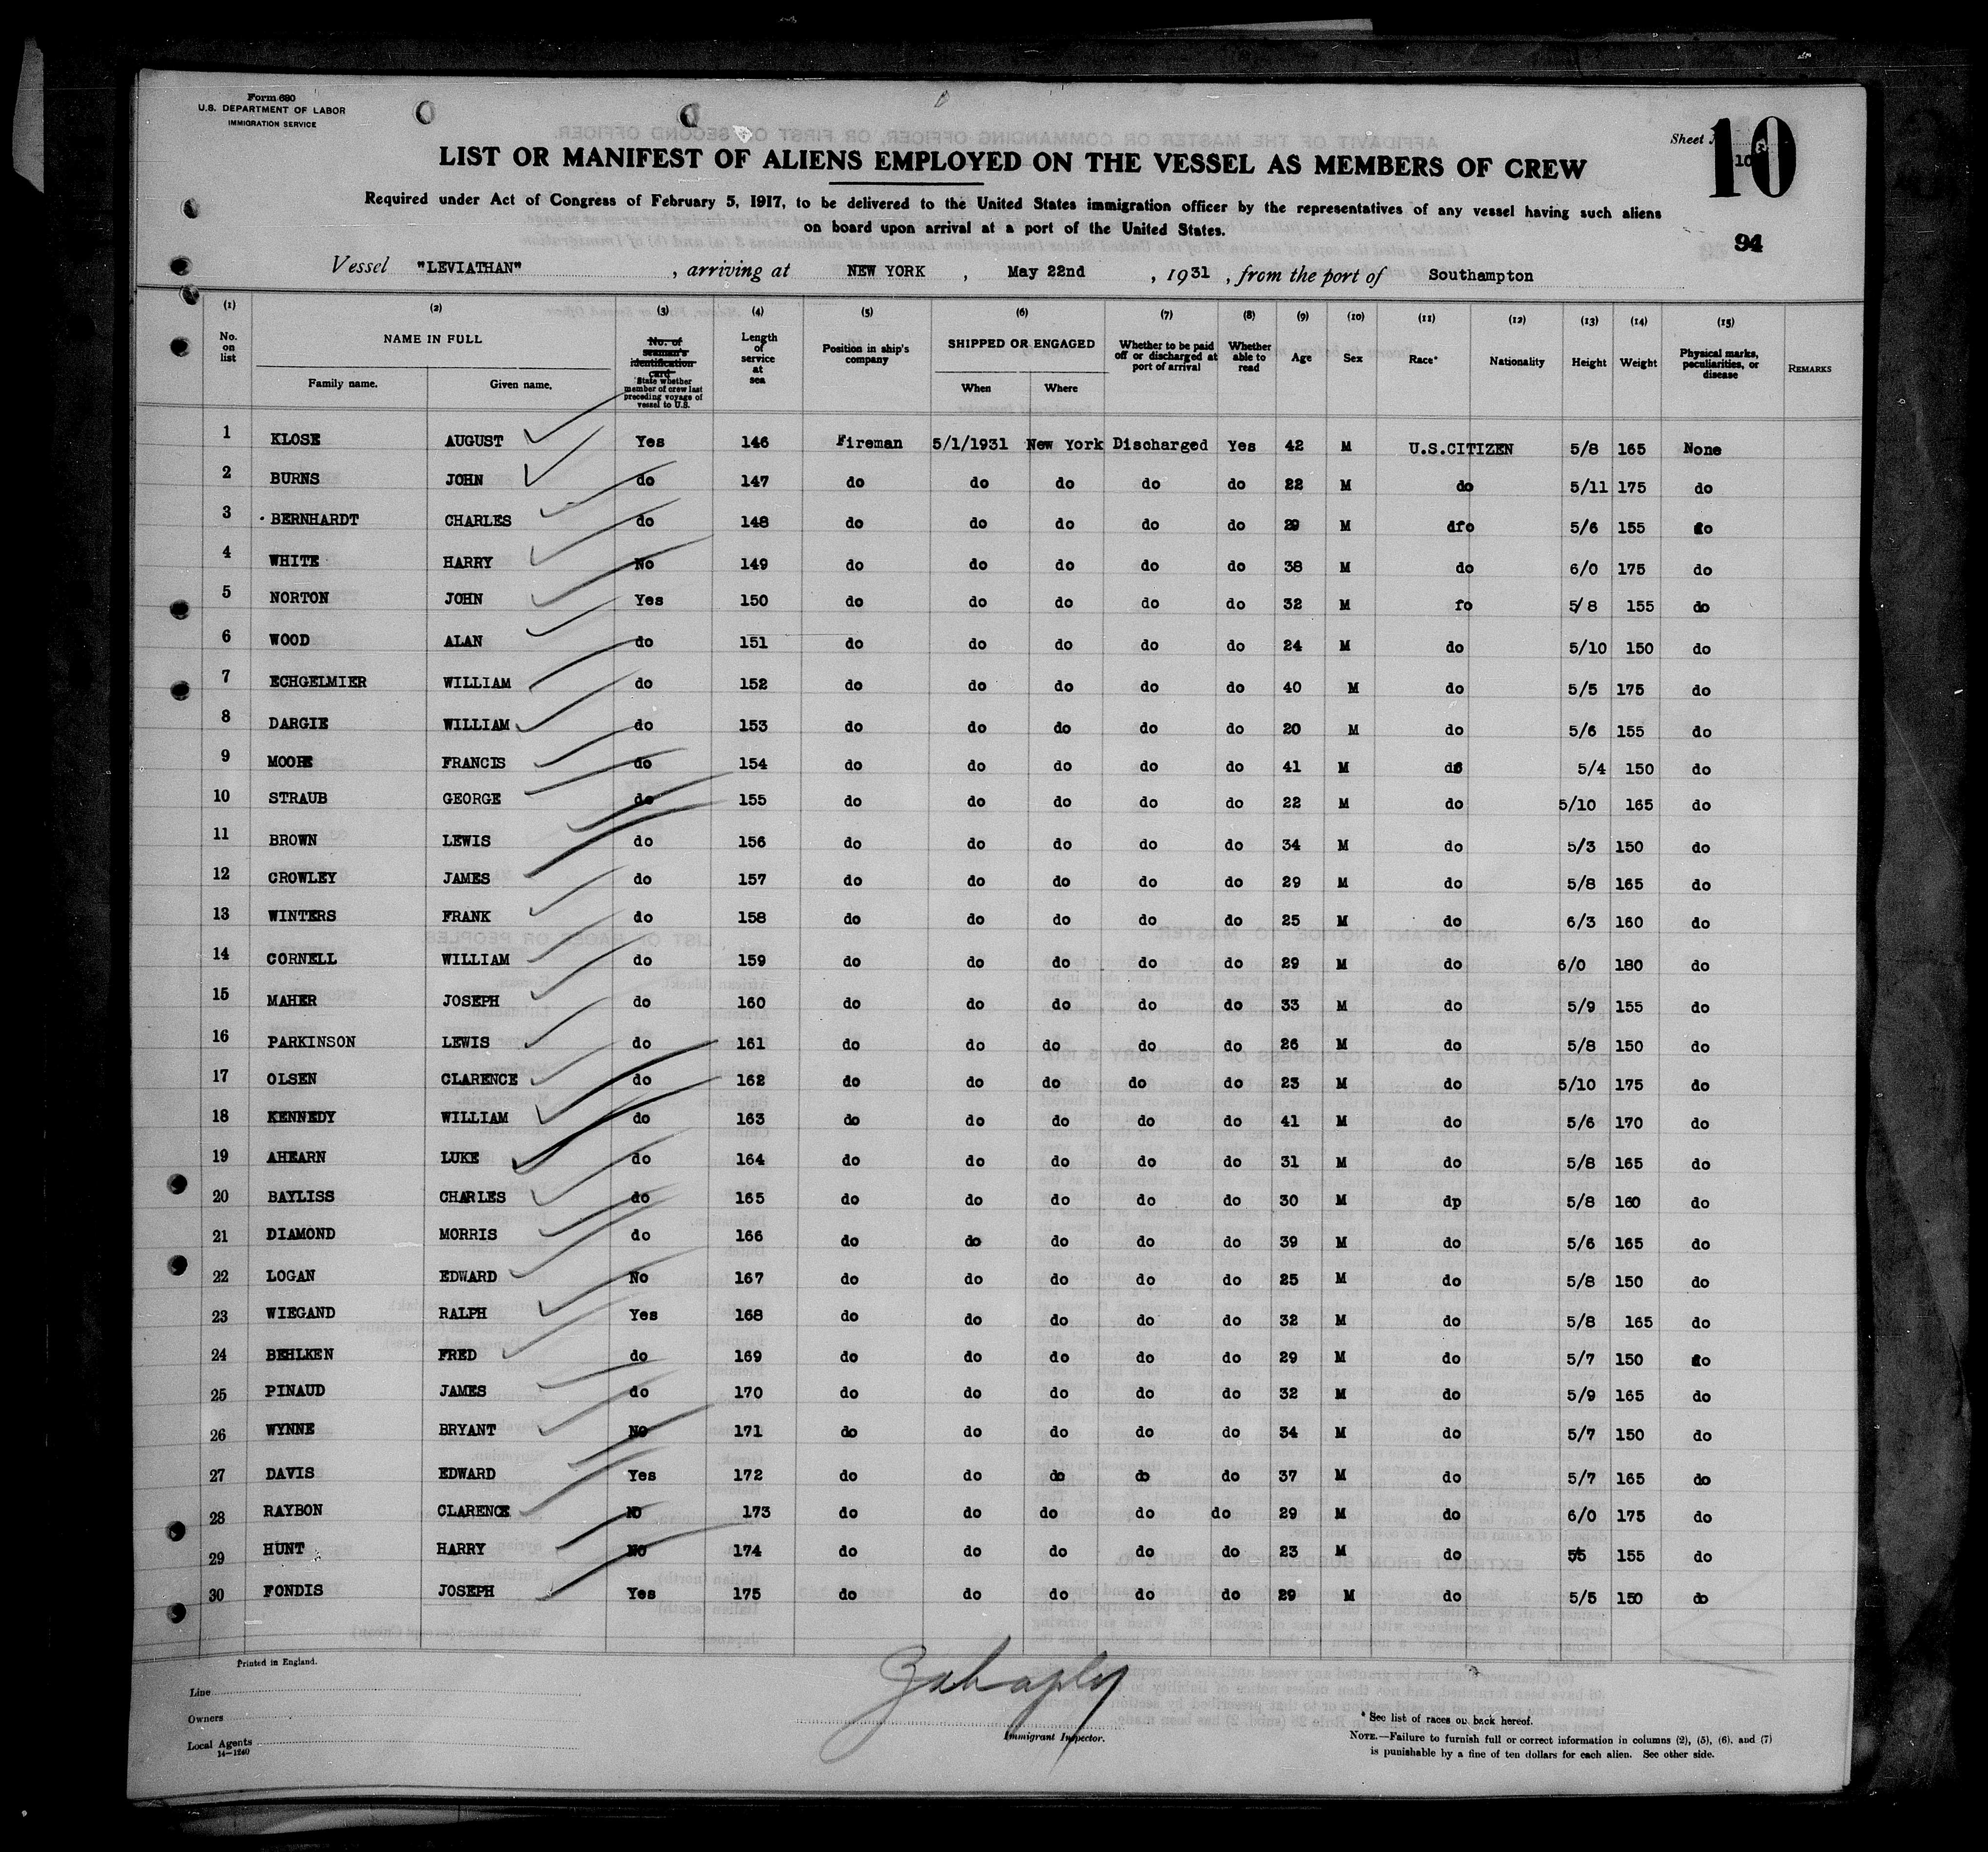 Form 680
U.S. DEPARTMENT OF LABOR
IMMIGRATION SERVICE
Sheet
10
10
LIST OR MANIFEST OF ALIENS EMPLOYED ON THE VESSEL AS MEMBERS OF CREW
Required under Act of Congress of February 5, 1917, to be delivered to the United States immigration officer by the representatives of any vessel having such aliens
on board upon arrival at a port of the United States.
94
Vessel "LEVIATHAN" , arriving at NEW YORK , May 22nd , 1931 , from the port of Southampton
(1) (2) (3) (4) (5) (6) (7) (8) (9) (10) (11) (12) (13) (14) (15)
No. on list NAME IN FULL Family name. Given name. No. of seaman's identification card State whether member of crew last preceding voyage of vessel to U.S. Length of service at sea Position in ship's company SHIPPED OR ENGAGED When Where Whether to be paid off or discharged at port of arrival Whether able to read Age Sex Race* Nationality Height Weight Physical marks, peculiarities, or disease REMARKS
1 KLOSE AUGUST Yes 146 Fireman 5/1/1931 New York Discharged Yes 42 M U.S.CITIZEN 5/8 165 None
2 BURNS JOHN do 147 do do do do do 22 M do 5/11 175 do
3 BERNHARDT CHARLES do 148 do do do do do 29 M dfo 5/6 155 do
4 WHITE HARRY No 149 do do do do do 38 M do 6/0 175 do
5 NORTON JOHN Yes 150 do do do do do 32 M fo 5/8 155 do
6 WOOD ALAN do 151 do do do do do 24 M do 5/10 150 do
7 ECHGELMIER WILLIAM do 152 do do do do do 40 M do 5/5 175 do
8 DARGIE WILLIAM do 153 do do do do do 20 M do 5/6 155 do
9 MOORE FRANCIS do 154 do do do do do 41 M do 5/4 150 do
10 STRAUB GEORGE do 155 do do do do do 22 M do 5/10 165 do
11 BROWN LEWIS do 156 do do do do do 34 M do 5/3 150 do
12 CROWLEY JAMES do 157 do do do do do 29 M do 5/8 165 do
13 WINTERS FRANK do 158 do do do do do 25 M do 6/3 160 do
14 CORNELL WILLIAM do 159 do do do do do 29 M do 6/0 180 do
15 MAHER JOSEPH do 160 do do do do do 33 M do 5/9 155 do
16 PARKINSON LEWIS do 161 do do do do do 26 M do 5/8 150 do
17 OLSEN CLARENCE do 162 do do do do do 23 M do 5/10 175 do
18 KENNEDY WILLIAM do 163 do do do do do 41 M do 5/6 170 do
19 AHEARN LUKE do 164 do do do do do 31 M do 5/8 165 do
20 BAYLISS CHARLES do 165 do do do do do 30 M dp 5/8 160 do
21 DIAMOND MORRIS do 166 do do do do do 39 M do 5/6 165 do
22 LOGAN EDWARD No 167 do do do do do 25 M do 5/8 150 do
23 WIEGAND RALPH Yes 168 do do do do do 32 M do 5/8 165 do
24 BEHLKEN FRED do 169 do do do do do 29 M do 5/7 150 do
25 PINAUD JAMES do 170 do do do do do 32 M do 5/9 165 do
26 WYNNE BRYANT NO 171 do do do do do 34 M do 5/7 150 do
27 DAVIS EDWARD Yes 172 do do do do do 37 M do 5/7 165 do
28 RAYBON CLARENCE NO 173 do do do do do 29 M do 6/0 175 do
29 HUNT HARRY NO 174 do do do do do 23 M do 55 155 do
30 FONDIS JOSEPH Yes 175 do do do do do 29 M do 5/5 150 do
Printed in England.
Line
Owners
Local Agents
14—1240
Immigrant Inspector.
* See list of races on back hereof.
NOTE.—Failure to furnish full or correct information in columns (2), (5), (6), and (7)
is punishable by a fine of ten dollars for each alien. See other side.